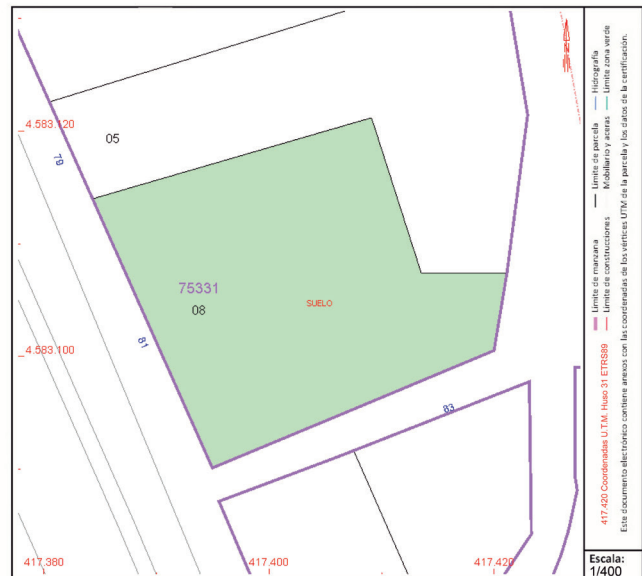 4.583.120
05
79
75331
08
SUELO
81
4.583.100
83
417.380
417.400
417.420
Límite de manzana
Límite de parcela
Hidrografía
Límite de construcciones
Mobiliario y aceras
Límite zona verde
417.420 Coordenadas U.T.M. Huso 31 ETRS89
Este documento electrónico contiene anexos con las coordenadas de los vértices UTM de la parcela y los datos de la certificación.
Escala:
1/400